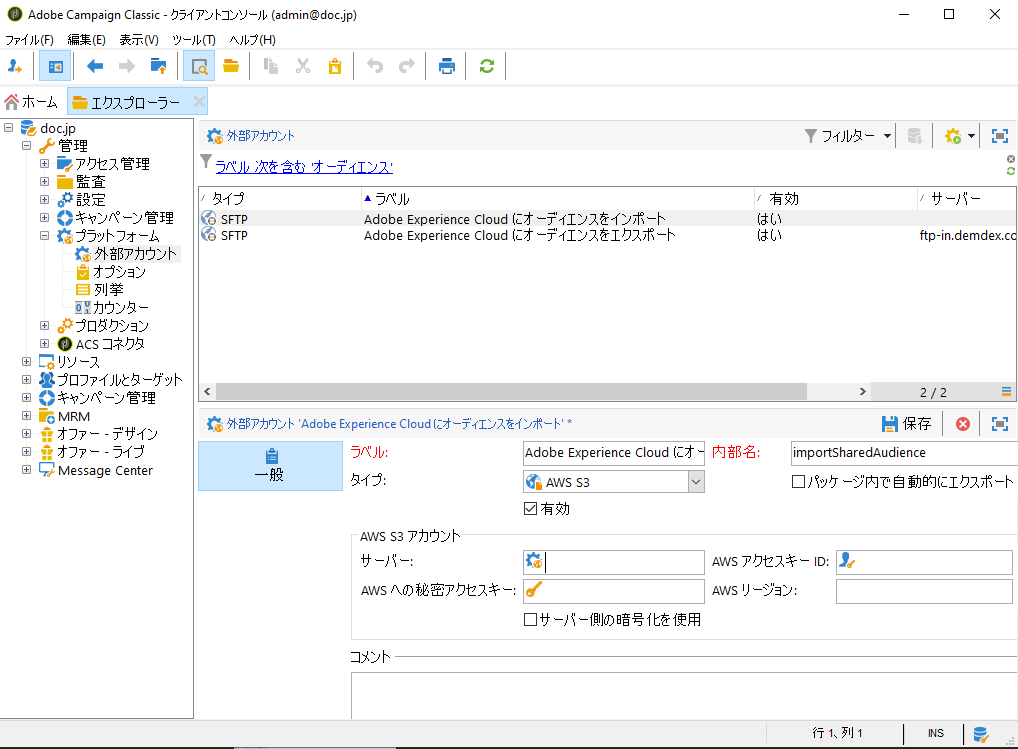 Adobe Campaign Classic - クライアントコンソール (admin@doc.jp)
ファイル(F) 編集(E) 表示(V) ツール(T) ヘルプ(H)
ホーム エクスプローラー
doc.jp
管理
アクセス管理
監査
設定
キャンペーン管理
プラットフォーム
外部アカウント
オプション
列挙
カウンター
プロダクション
ACS コネクタ
リソース
プロファイルとターゲット
キャンペーン管理
MRM
オファー - デザイン
オファー - ライブ
Message Center
外部アカウント フィルター
ラベル 次を含む 'オーディエンス'
タイプ ラベル 有効 サーバー
SFTP Adobe Experience Cloud にオーディエンスをインポート はい
SFTP Adobe Experience Cloud にオーディエンスをエクスポート はい ftp-in.demdex.co
2 / 2
外部アカウント 'Adobe Experience Cloud にオーディエンスをインポート' * 保存
一般
ラベル: Adobe Experience Cloud にオー 内部名: importSharedAudience
タイプ: AWS S3 パッケージ内で自動的にエクスポート
有効
AWS S3 アカウント
サーバー: AWS アクセスキー ID:
AWS への秘密アクセスキー: AWS リージョン:
サーバー側の暗号化を使用
コメント
行 1、列 1 INS